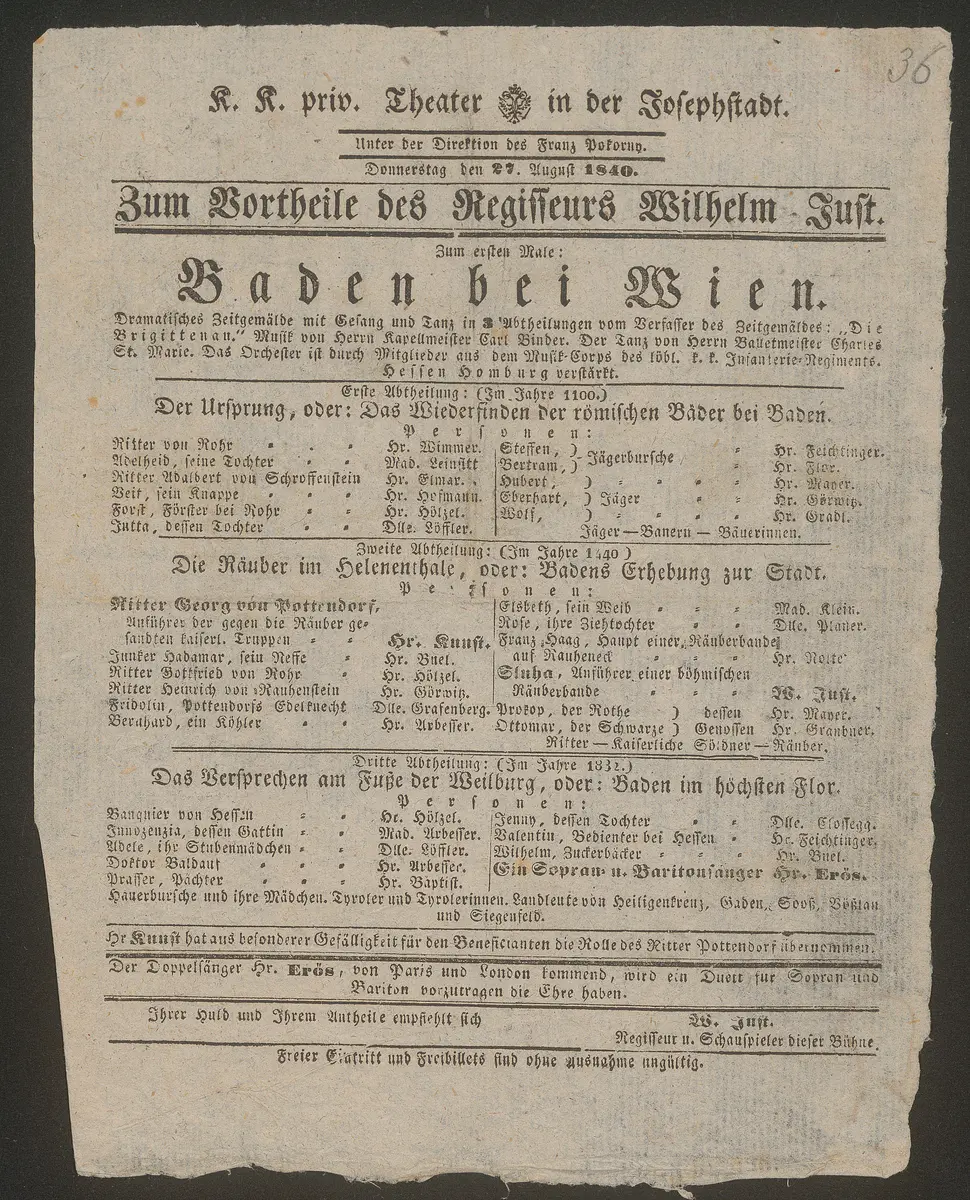 36
K. K. priv. Theater in der Josephstadt.
Unter der Direktion des Franz Pokorny.
Donnerstag den 27. August 1840.
Zum Vortheile des Regisseurs Wilhelm Just.
Zum ersten Male:
Baden bei Wien.
Dramatisches Zeitgemälde mit Gesang und Tanz in 3 Abtheilungen vom Verfasser des Zeitgemäldes: „Die
Brigittenau." Musik von Herrn Kapellmeister Carl Binder. Der Tanz von Herrn Balletmeister Charles
St. Marie. Das Orchester ist durch Mitglieder aus dem Musik-Corps des löbl. k. k. Infanterie-Regiments.
Hessen Homburg verstärkt.
Erste Abtheilung: (Im Jahre 1100.)
Der Ursprung, oder: Das Wiederfinden der römischen Bäder bei Baden.
Personen:
Ritter von Rohr = = = Hr. Wimmer.
Adelheid, seine Tochter = = Mad. Leinsitt
Ritter Adalbert von Schroffenstein Hr. Elmar.
Veit, sein Knappe = = = Hr. Hofmann.
Forst, Förster bei Rohr = = Hr. Hölzel.
Jutta, dessen Tochter = = Dlle. Löffler.
Steffen, ) Jägerbursche = = Hr. Feichtinger.
Bertram, ) = Hr. Flor.
Hubert, ) = = = Hr. Mayer.
Eberhart, ) Jäger = = = Hr. Görwitz.
Wolf, ) = = = Hr. Gradl.
Jäger — Bauern — Bäuerinnen.
Zweite Abtheilung: (Im Jahre 1440)
Die Räuber im Helenenthale, oder: Badens Erhebung zur Stadt.
Personen:
Ritter Georg von Pottendorf,
Anführer der gegen die Räuber ge=
sandten kaiserl. Truppen = = Hr. Kunst.
Junker Hadamar, sein Neffe = Hr. Buel.
Ritter Gottfried von Rohr = Hr. Hölzel.
Ritter Heinrich von Rauhenstein Hr. Görwitz.
Fridolin, Pottendorfs Edelknecht Dlle. Grafenberg.
Bernhard, ein Köhler = = Hr. Arbesser.
Elsbeth, sein Weib = = = Mad. Klein.
Rose, ihre Ziehtochter = = Dlle. Planer.
Franz Haag, Haupt einer Räuberbande
auf Rauheneck = = = Hr. Nolte
Sluha, Anführer einer böhmischen
Räuberbande = = = W. Just.
Prokop, der Rothe ) dessen Hr. Mayer.
Ottomar, der Schwarze ) Genossen Hr. Graubner.
Ritter — Kaiserliche Söldner — Räuber.
Dritte Abtheilung: (Im Jahre 1832.)
Das Versprechen am Fuße der Weilburg, oder: Baden im höchsten Flor.
Personen:
Banquier von Hessen = = Hr. Hölzel.
Innozenzia, dessen Gattin = = Mad. Arbesser.
Adele, ihr Stubenmädchen = = Dlle. Löffler.
Doktor Baldauf = = = Hr. Arbesser.
Prasser, Pächter = = = Hr. Baptist.
Jenny, dessen Tochter = = Dlle. Clossegg.
Valentin, Bedienter bei Hessen = Hr. Feichtinger.
Wilhelm, Zuckerbäcker = = = Hr. Buel.
Ein Sopran- u. Baritonsänger Hr. Erös.
Hauerbursche und ihre Mädchen. Tyroler und Tyrolerinnen. Landleute von Heiligenkreuz, Gaden, Sooß, Vößlau
und Siegenfeld.
Hr Kunst hat aus besonderer Gefälligkeit für den Beneficianten die Rolle des Ritter Pottendorf übernommen.
Der Doppelsänger Hr. Erös, von Paris und London kommend, wird ein Duett für Sopran und
Bariton vorzutragen die Ehre haben.
Ihrer Huld und Ihrem Antheile empfiehlt sich
W. Just.
Regisseur u. Schauspieler dieser Bühne.
Freier Eintritt und Freibillets sind ohne Ausnahme ungültig.